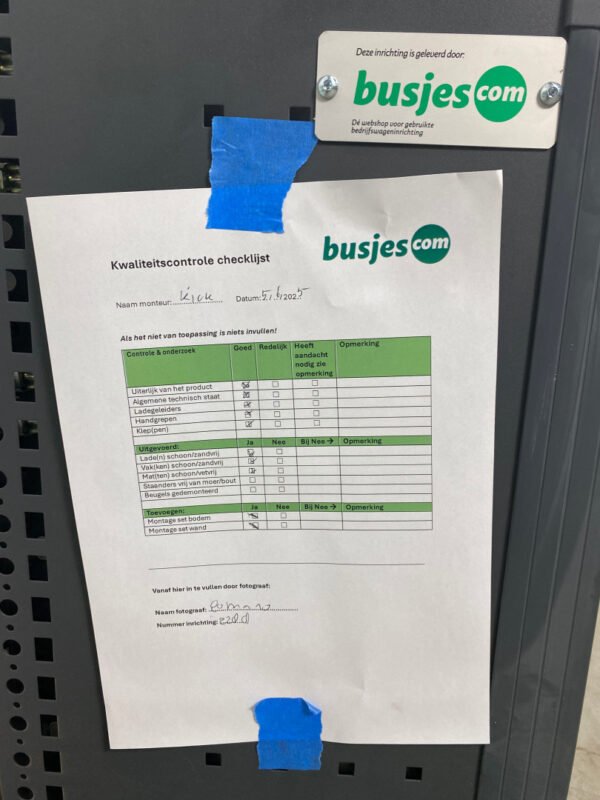 Deze inrichting is geleverd door:
busjes.com
Dé webshop voor gebruikte
bedrijfswageninrichting
busjes.com
Kwaliteitscontrole checklijst
Naam monteur: Kick Datum: 5/6/2025
Als het niet van toepassing is niets invullen!
Controle & onderzoek Goed Redelijk Heeft aandacht nodig zie opmerking Opmerking
Uiterlijk van het product
Algemene technisch staat
Ladegeleiders
Handgrepen
Klep(pen)
Uitgevoerd: Ja Nee Bij Nee → Opmerking
Lade(n) schoon/zandvrij
Vak(ken) schoon/zandvrij
Mat(ten) schoon/vetvrij
Staanders vrij van moer/bout
Beugels gedemonteerd
Toevoegen: Ja Nee Bij Nee → Opmerking
Montage set bodem
Montage set wand
Vanaf hier in te vullen door fotograaf:
Naam fotograaf:
Nummer inrichting: